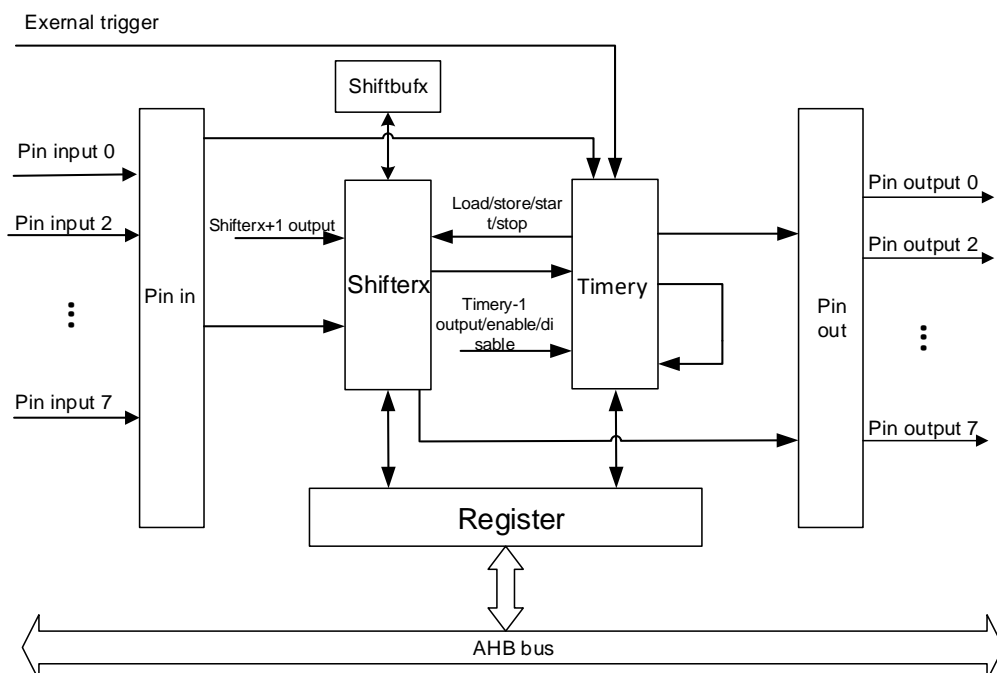 Exernal trigger
Shiftbufx
Pin input 0
Pin output 0
Load/store/star
t/stop
Pin input 2
Shifterx+1 output
Pin output 2
Pin in
Shifterx
Timery
Timery-1
output/enable/di
sable
Pin
out
Pin input 7
Pin output 7
Register
AHB bus